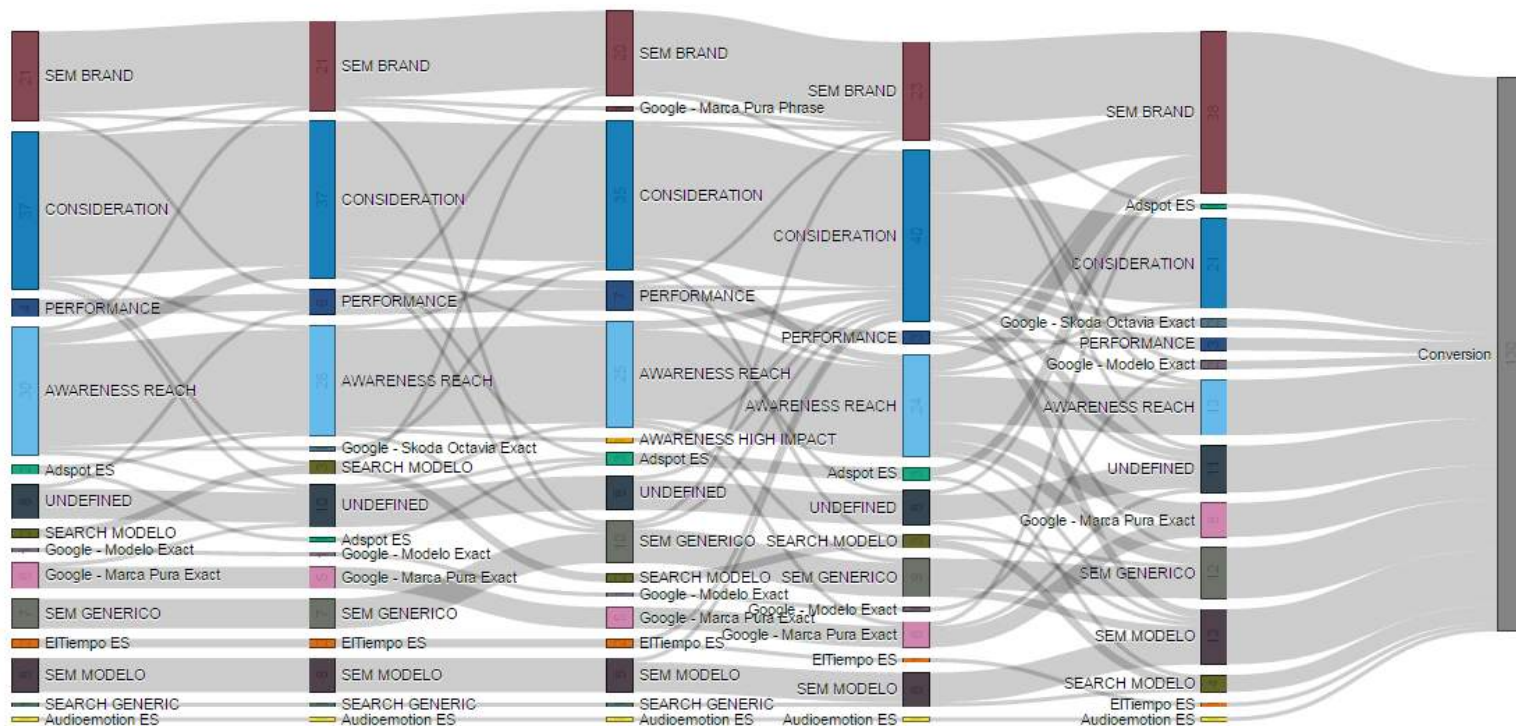 SEM BRAND
CONSIDERATION
PERFORMANCE
AWARENESS REACH
Adspot ES
UNDEFINED
SEARCH MODELO
Google - Modelo Exact
Google - Marca Pura Exact
SEM GENERICO
ElTiempo ES
SEM MODELO
SEARCH GENERIC
Audioemotion ES
SEM BRAND
CONSIDERATION
PERFORMANCE
AWARENESS REACH
Google - Skoda Octavia Exact
SEARCH MODELO
UNDEFINED
Adspot ES
Google - Modelo Exact
Google - Marca Pura Exact
SEM GENERICO
ElTiempo ES
SEM MODELO
SEARCH GENERIC
Audioemotion ES
SEM BRAND
Google - Marca Pura Phrase
CONSIDERATION
PERFORMANCE
AWARENESS REACH
AWARENESS HIGH IMPACT
Adspot ES
UNDEFINED
SEM GENERICO
SEARCH MODELO
Google - Modelo Exact
Google - Marca Pura Exact
ElTiempo ES
SEM MODELO
SEARCH GENERIC
Audioemotion ES
SEM BRAND
CONSIDERATION
PERFORMANCE
AWARENESS REACH
Adspot ES
UNDEFINED
SEARCH MODELO
SEM GENERICO
Google - Modelo Exact
Google - Marca Pura Exact
ElTiempo ES
SEM MODELO
Audioemotion ES
SEM BRAND
Adspot ES
CONSIDERATION
Google - Skoda Octavia Exact
PERFORMANCE
Google - Modelo Exact
AWARENESS REACH
UNDEFINED
Google - Marca Pura Exact
SEM GENERICO
SEM MODELO
SEARCH MODELO
ElTiempo ES
Audioemotion ES
Conversion